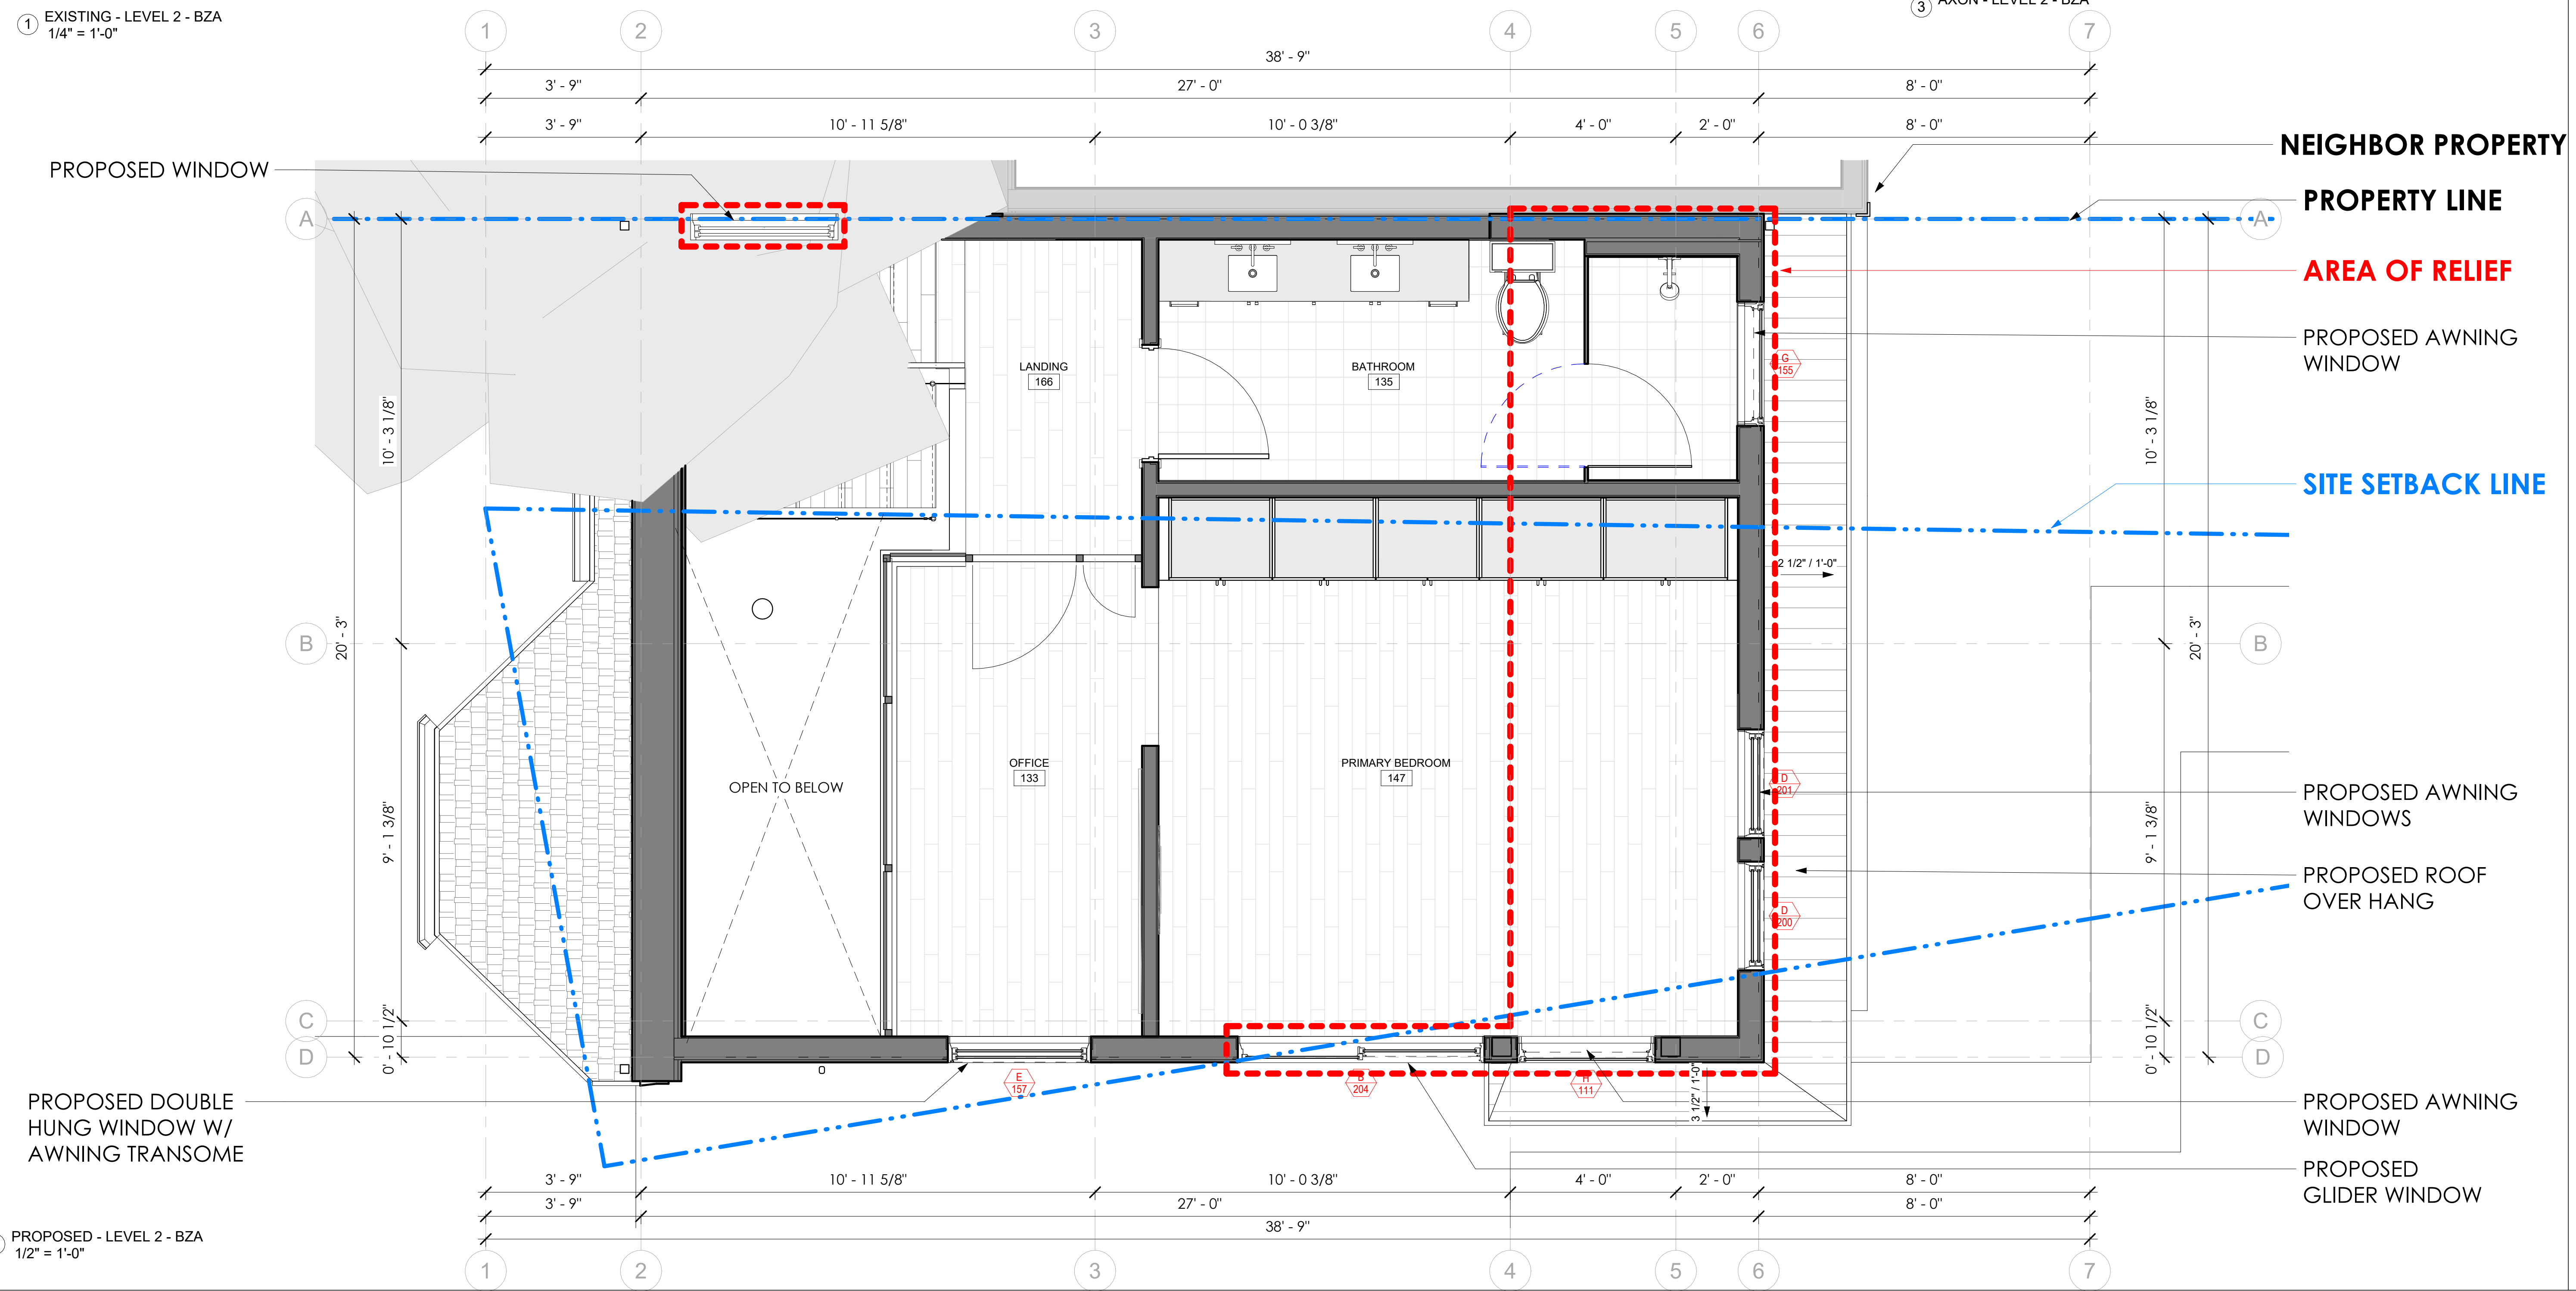 1 EXISTING - LEVEL 2 - BZA
1/4" = 1'-0"
3 AXON - LEVEL 2 - BZA
1 2 3 4 5 6 7
38' - 9"
3' - 9" 27' - 0" 8' - 0"
3' - 9" 10' - 11 5/8" 10' - 0 3/8" 4' - 0" 2' - 0" 8' - 0"
NEIGHBOR PROPERTY
PROPOSED WINDOW
PROPERTY LINE
A A
AREA OF RELIEF
PROPOSED AWNING
WINDOW
G
155
LANDING
166
BATHROOM
135
10' - 3 1/8"
10' - 3 1/8"
SITE SETBACK LINE
2 1/2" / 1'-0"
B B
20' - 3"
20' - 3"
OFFICE
133
PRIMARY BEDROOM
147
OPEN TO BELOW
D
201
PROPOSED AWNING
WINDOWS
9' - 1 3/8"
9' - 1 3/8"
PROPOSED ROOF
OVER HANG
D
200
C C
0' - 10 1/2"
0' - 10 1/2"
D D
E
157
204
111
3 1/2" / 1'-0"
PROPOSED DOUBLE
HUNG WINDOW W/
AWNING TRANSOME
PROPOSED AWNING
WINDOW
PROPOSED
GLIDER WINDOW
3' - 9" 10' - 11 5/8" 10' - 0 3/8" 4' - 0" 2' - 0" 8' - 0"
3' - 9" 27' - 0" 8' - 0"
38' - 9"
PROPOSED - LEVEL 2 - BZA
1/2" = 1'-0"
1 2 3 4 5 6 7